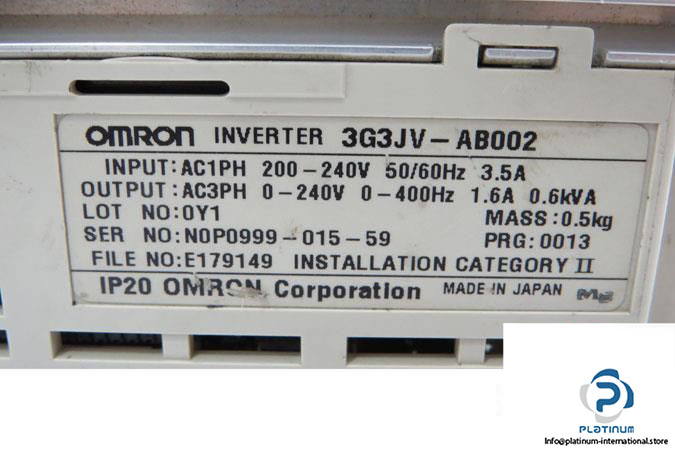 OMRON INVERTER 3G3JV-AB002
INPUT:AC1PH 200-240V 50/60Hz 3.5A
OUTPUT:AC3PH 0-240V 0-400Hz 1.6A 0.6kVA
LOT NO:0Y1 MASS:0.5kg
SER NO:N0P0999-015-59 PRG:0013
FILE NO:E179149 INSTALLATION CATEGORY II
IP20 OMRON Corporation MADE IN JAPAN
PLATINUM
Info@platinum-international.store